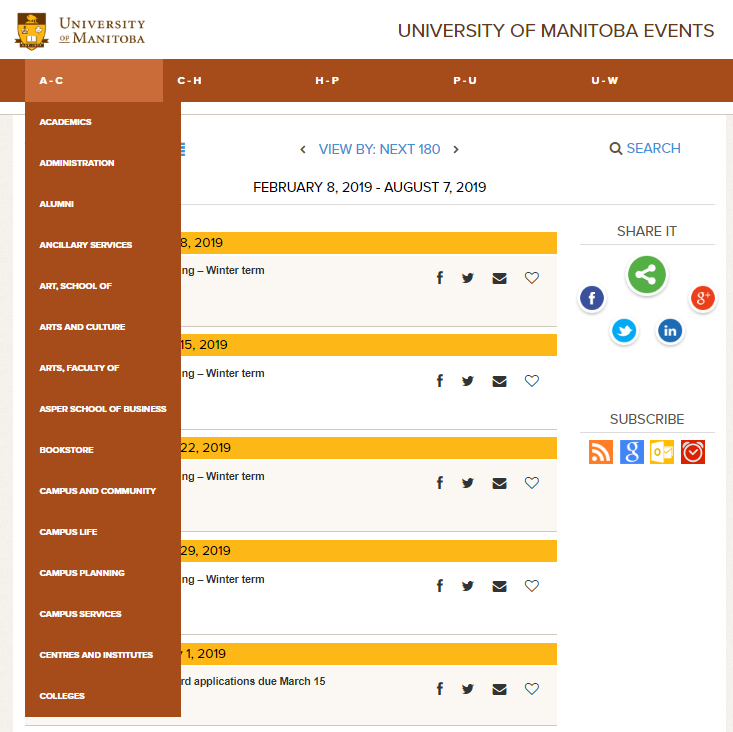 UNIVERSITY
OF MANITOBA
UNIVERSITY OF MANITOBA EVENTS
A-C
C-H
H-P
P-U
U-W
ACADEMICS
ADMINISTRATION
ALUMNI
ANCILLARY SERVICES
ART, SCHOOL OF
ARTS AND CULTURE
ARTS, FACULTY OF
ASPER SCHOOL OF BUSINESS
BOOKSTORE
CAMPUS AND COMMUNITY
CAMPUS LIFE
CAMPUS PLANNING
CAMPUS SERVICES
CENTRES AND INSTITUTES
COLLEGES
VIEW BY: NEXT 180
SEARCH
FEBRUARY 8, 2019 - AUGUST 7, 2019
8, 2019
ng – Winter term
15, 2019
ng – Winter term
22, 2019
ng – Winter term
29, 2019
ng – Winter term
1, 2019
rd applications due March 15
SHARE IT
SUBSCRIBE